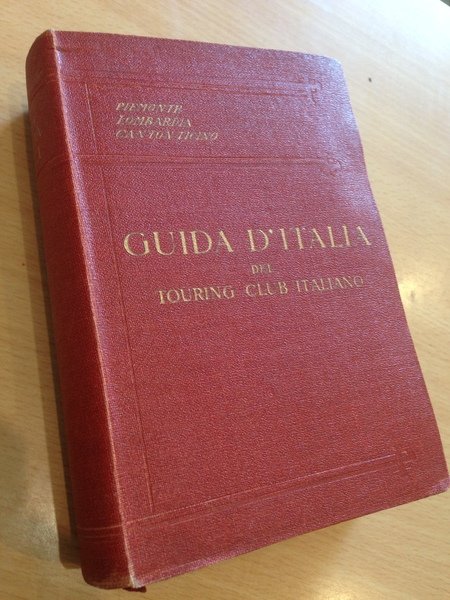 PIEMONTE
LOMBARDIA
CANTON TICINO
GUIDA D'ITALIA
DEL
TOURING CLUB ITALIANO